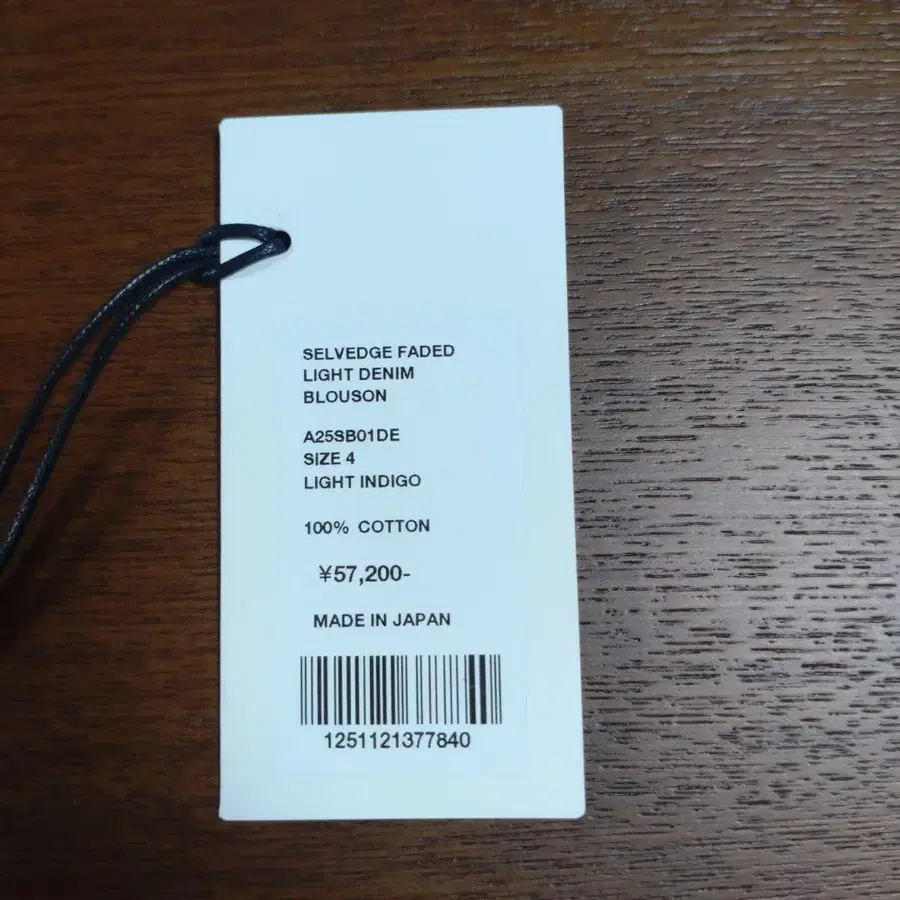 SELVEDGE FADED
LIGHT DENIM
BLOUSON
A25SB01DE
SIZE 4
LIGHT INDIGO
100% COTTON
¥57,200-
MADE IN JAPAN
1251121377840